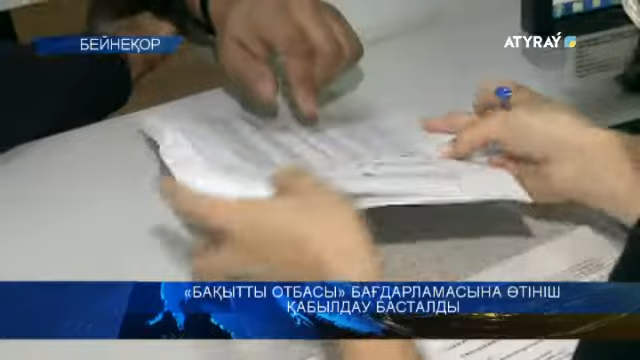 БЕЙНЕҚОР
ATYRAÝ
«БАҚЫТТЫ ОТБАСЫ» БАҒДАРЛАМАСЫНА ӨТІНІШ
ҚАБЫЛДАУ БАСТАЛДЫ